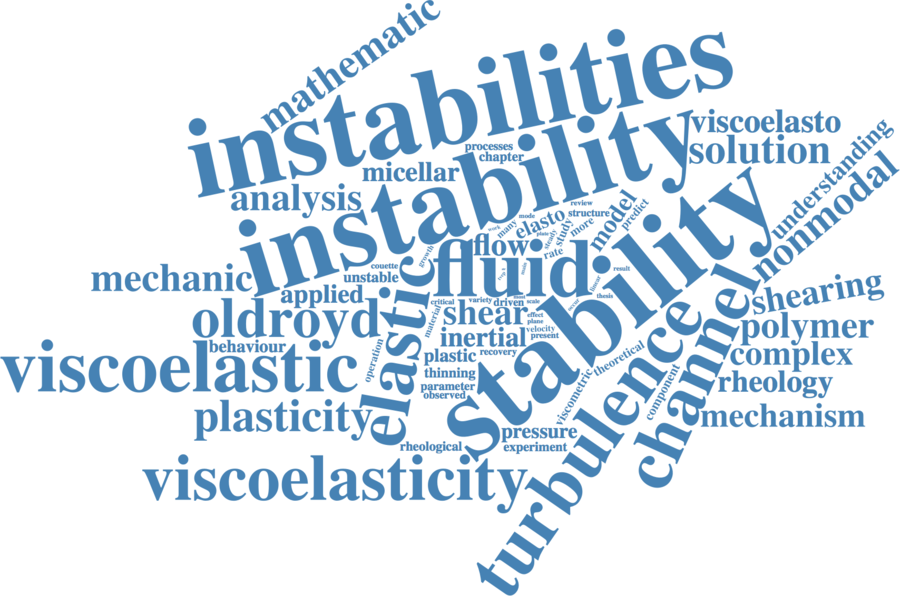 mathematic
instabilities
viscoelasto
solution
understanding
nonmodal
processes
chapter
micellar
analysis
instability
review
mode
many
work
elasto
structure
study
more
model
predict
steady
plane
rate
flow
fluid
growth
stability
mechanic
couette
unstable
applied
result
linear
thesis
elastic
critical
variety
driven
scale
channel
shearing
oldroyd
material
shear
effect
plane
velocity
present
inertial
polymer
behaviour
operation
plastic
recovery
theoretical
complex
viscoelastic
thinning
viscometric
rheology
parameter
observed
component
turbulence
plasticity
mechanism
pressure
rheological
experiment
viscoelasticity